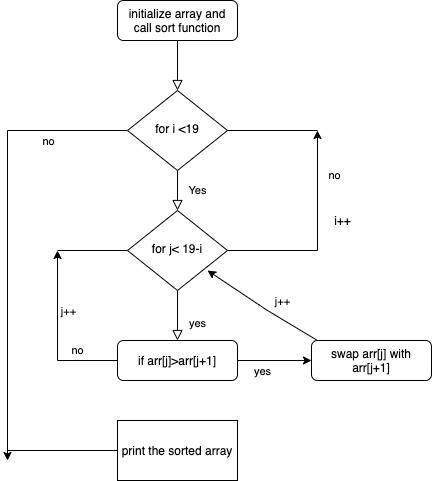 initialize array and
call sort function
for i <19
no
no
Yes
i++
for j< 19-i
j++
j++
yes
no
if arr[j]>arr[j+1]
yes
swap arr[j] with
arr[j+1]
print the sorted array